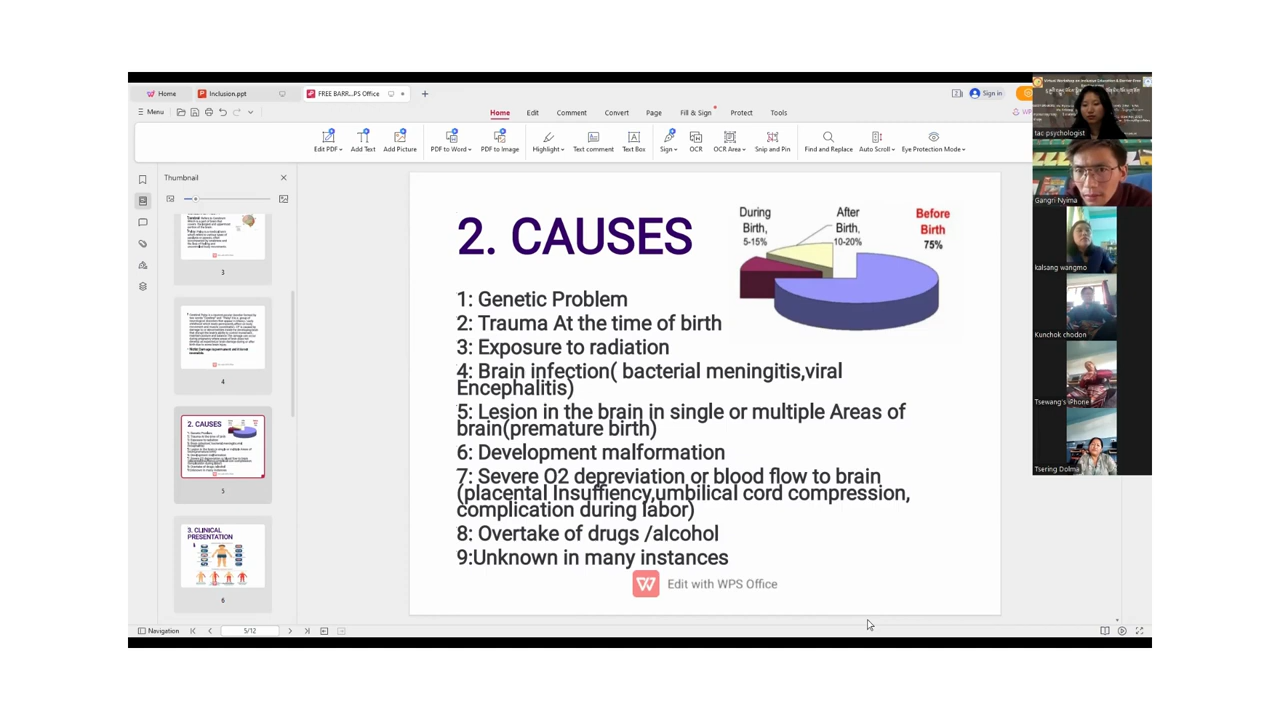 Home
Inclusion.ppt
FREE BARR...PS Office
Sign in
Menu
Home
Edit
Comment
Convert
Page
Fill & Sign
Protect
Tools
Edit PDF
Add Text
Add Picture
PDF to Word
PDF to Image
Highlight
Text comment
Text Box
Sign
OCR
OCR Area
Snip and Pin
Find and Replace
Auto Scroll
Eye Protection Mode
Thumbnail
3
4
2. CAUSES
5
3. CLINICAL
PRESENTATION
6
2. CAUSES
During
Birth,
5-15%
After
Birth,
10-20%
Before
Birth
75%
1: Genetic Problem
2: Trauma At the time of birth
3: Exposure to radiation
4: Brain infection( bacterial meningitis,viral
Encephalitis)
5: Lesion in the brain in single or multiple Areas of
brain(premature birth)
6: Development malformation
7: Severe O2 depreviation or blood flow to brain
(placental Insuffiency,umbilical cord compression,
complication during labor)
8: Overtake of drugs /alcohol
9:Unknown in many instances
Edit with WPS Office
tac psychologist
Gangri Nyima
kalsang wangmo
Kunchok chodon
Tsewang's iPhone
Tsering Dolma
Navigation
5/12